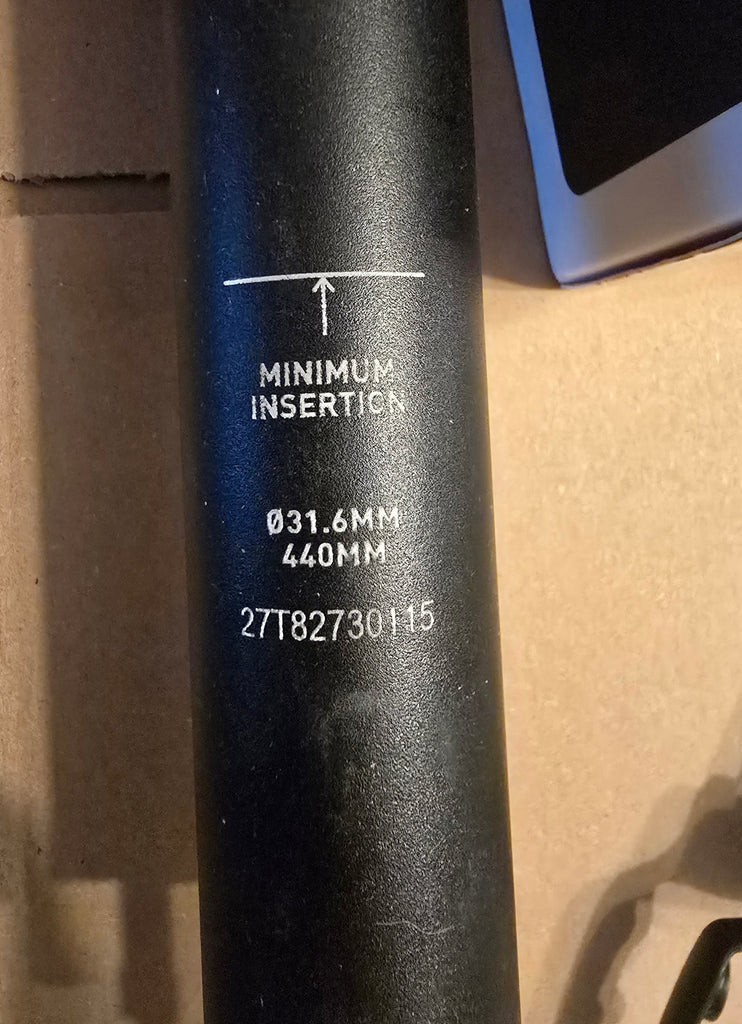 MINIMUM
INSERTION
Ø31.6MM
440MM
27T82730115